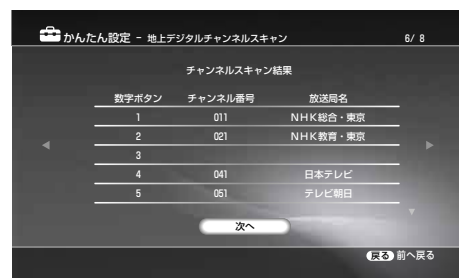 かんたん設定 - 地上デジタルチャンネルスキャン 6/ 8
チャンネルスキャン結果
数字ボタン チャンネル番号 放送局名
1 011 NHK総合・東京
2 021 NHK教育・東京
3
4 041 日本テレビ
5 051 テレビ朝日
次へ
戻る 前へ戻る